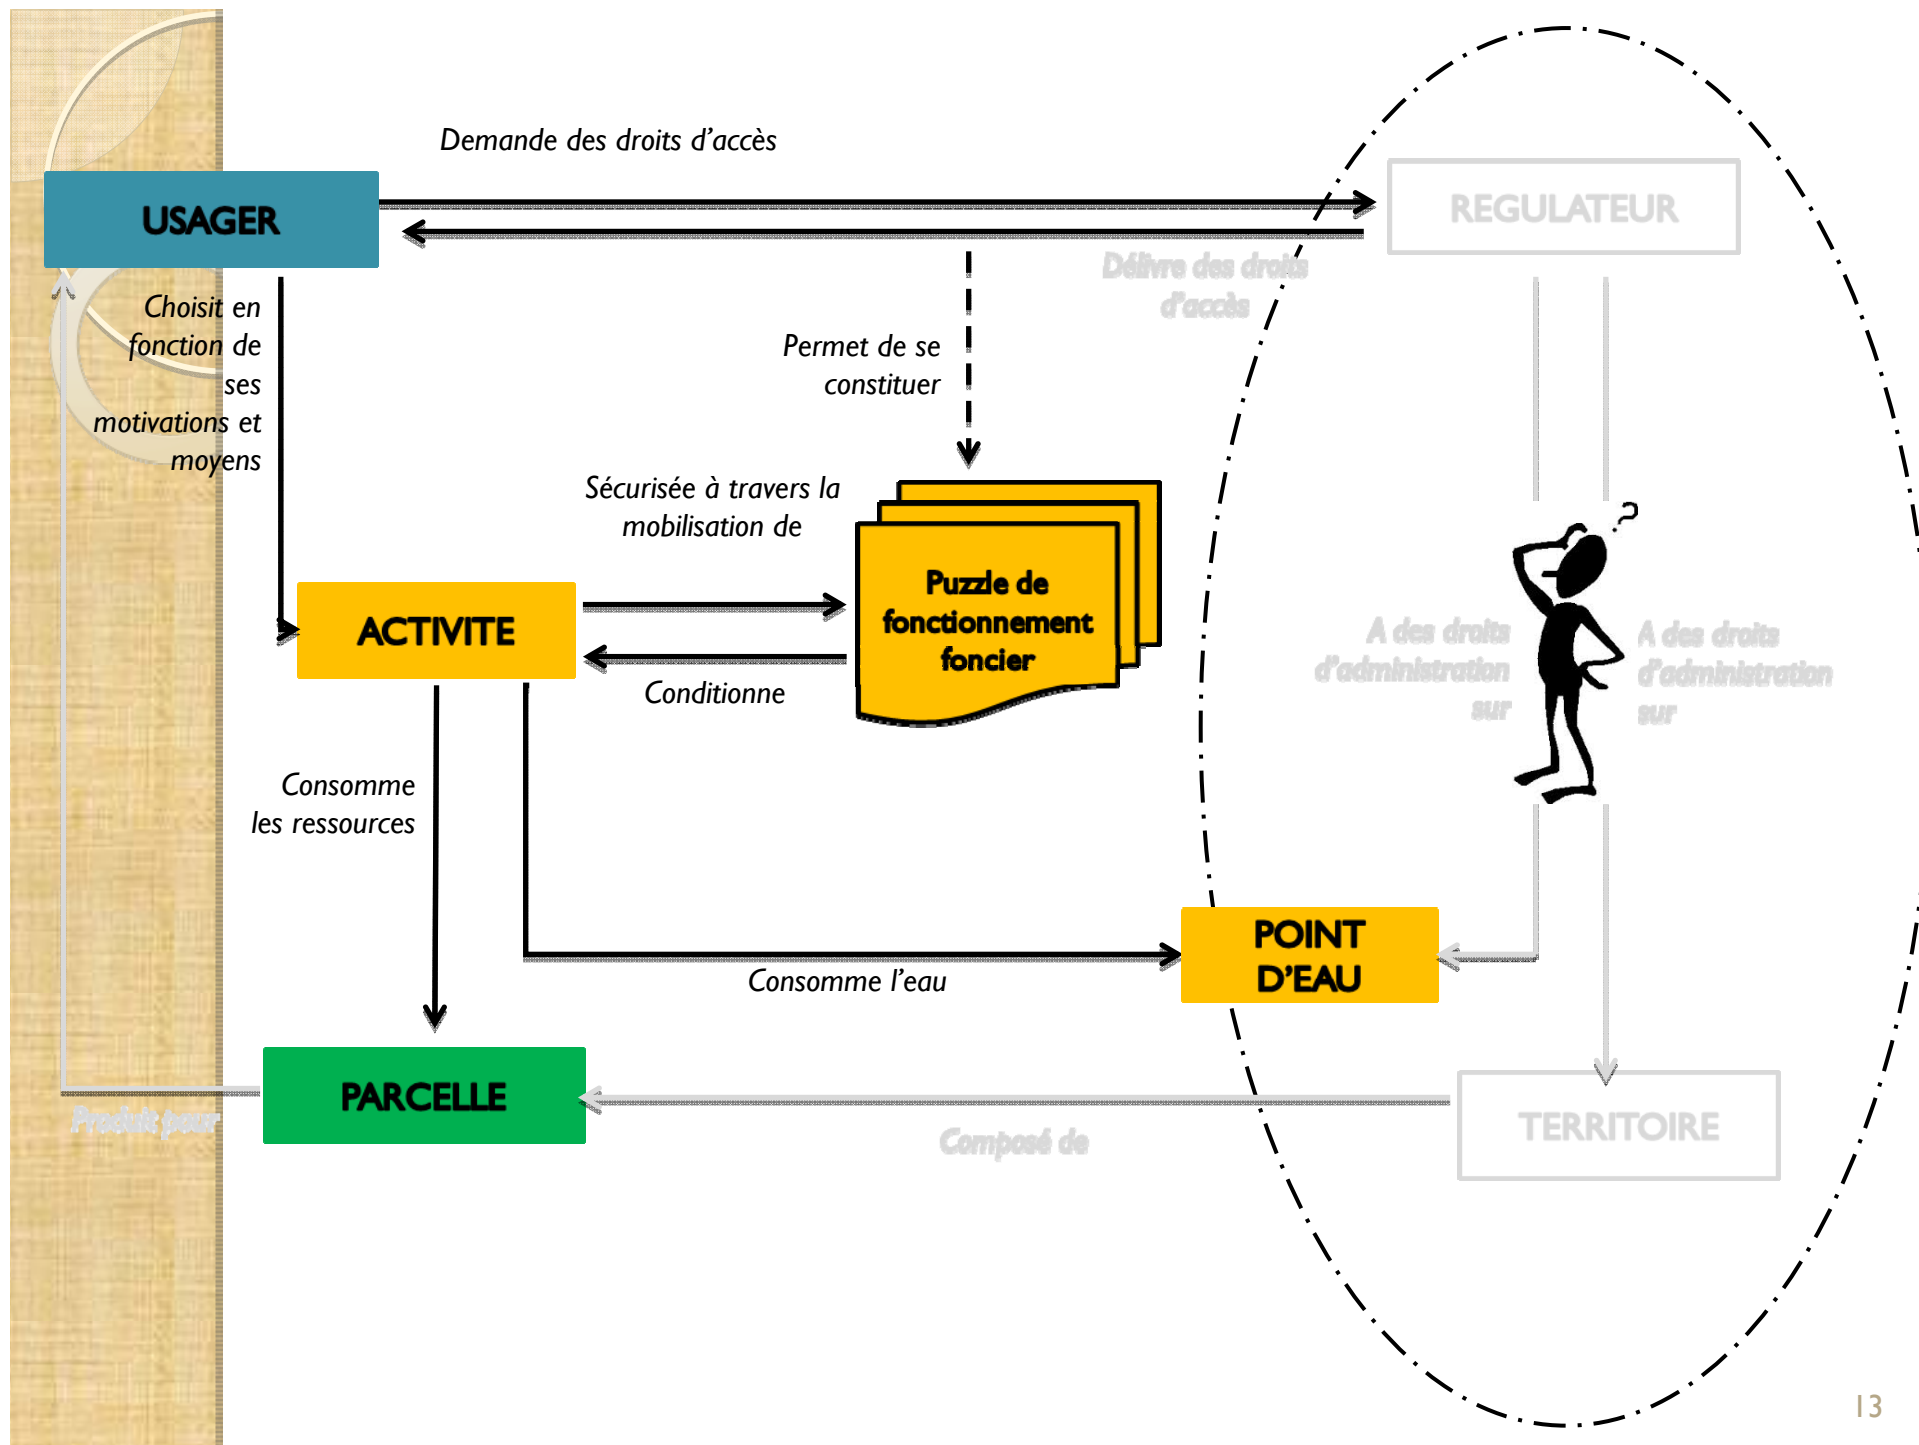 Demande des droits d'accès
USAGER
REGULATEUR
Délivre des droits
d'accès
Choisit en
fonction de
ses
motivations et
moyens
Permet de se
constituer
Sécurisée à travers la
mobilisation de
?
Puzzle de
fonctionnement
foncier
ACTIVITE
Conditionne
A des droits
d'administration
sur
A des droits
d'administration
sur
Consomme
les ressources
POINT
D'EAU
Consomme l'eau
PARCELLE
Produit pour
Composé de
TERRITOIRE
13